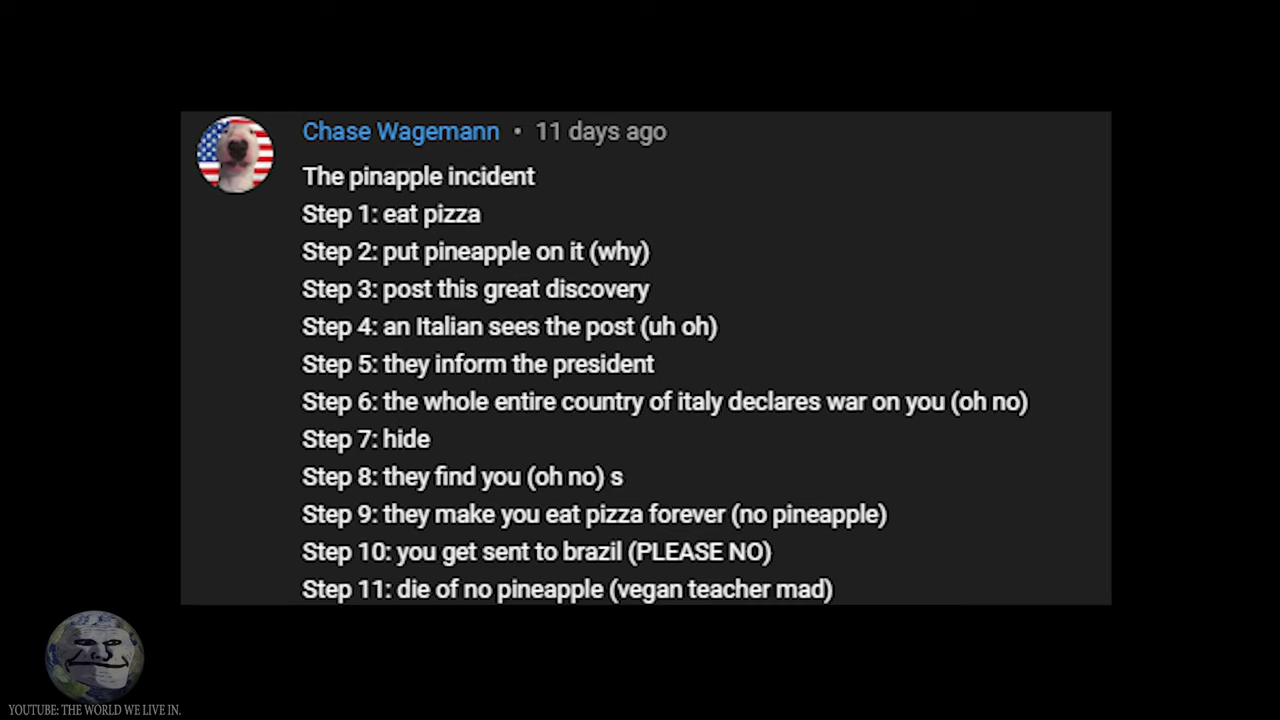 Chase Wagemann • 11 days ago
The pinapple incident
Step 1: eat pizza
Step 2: put pineapple on it (why)
Step 3: post this great discovery
Step 4: an Italian sees the post (uh oh)
Step 5: they inform the president
Step 6: the whole entire country of italy declares war on you (oh no)
Step 7: hide
Step 8: they find you (oh no) s
Step 9: they make you eat pizza forever (no pineapple)
Step 10: you get sent to brazil (PLEASE NO)
Step 11: die of no pineapple (vegan teacher mad)
YOUTUBE: THE WORLD WE LIVE IN.